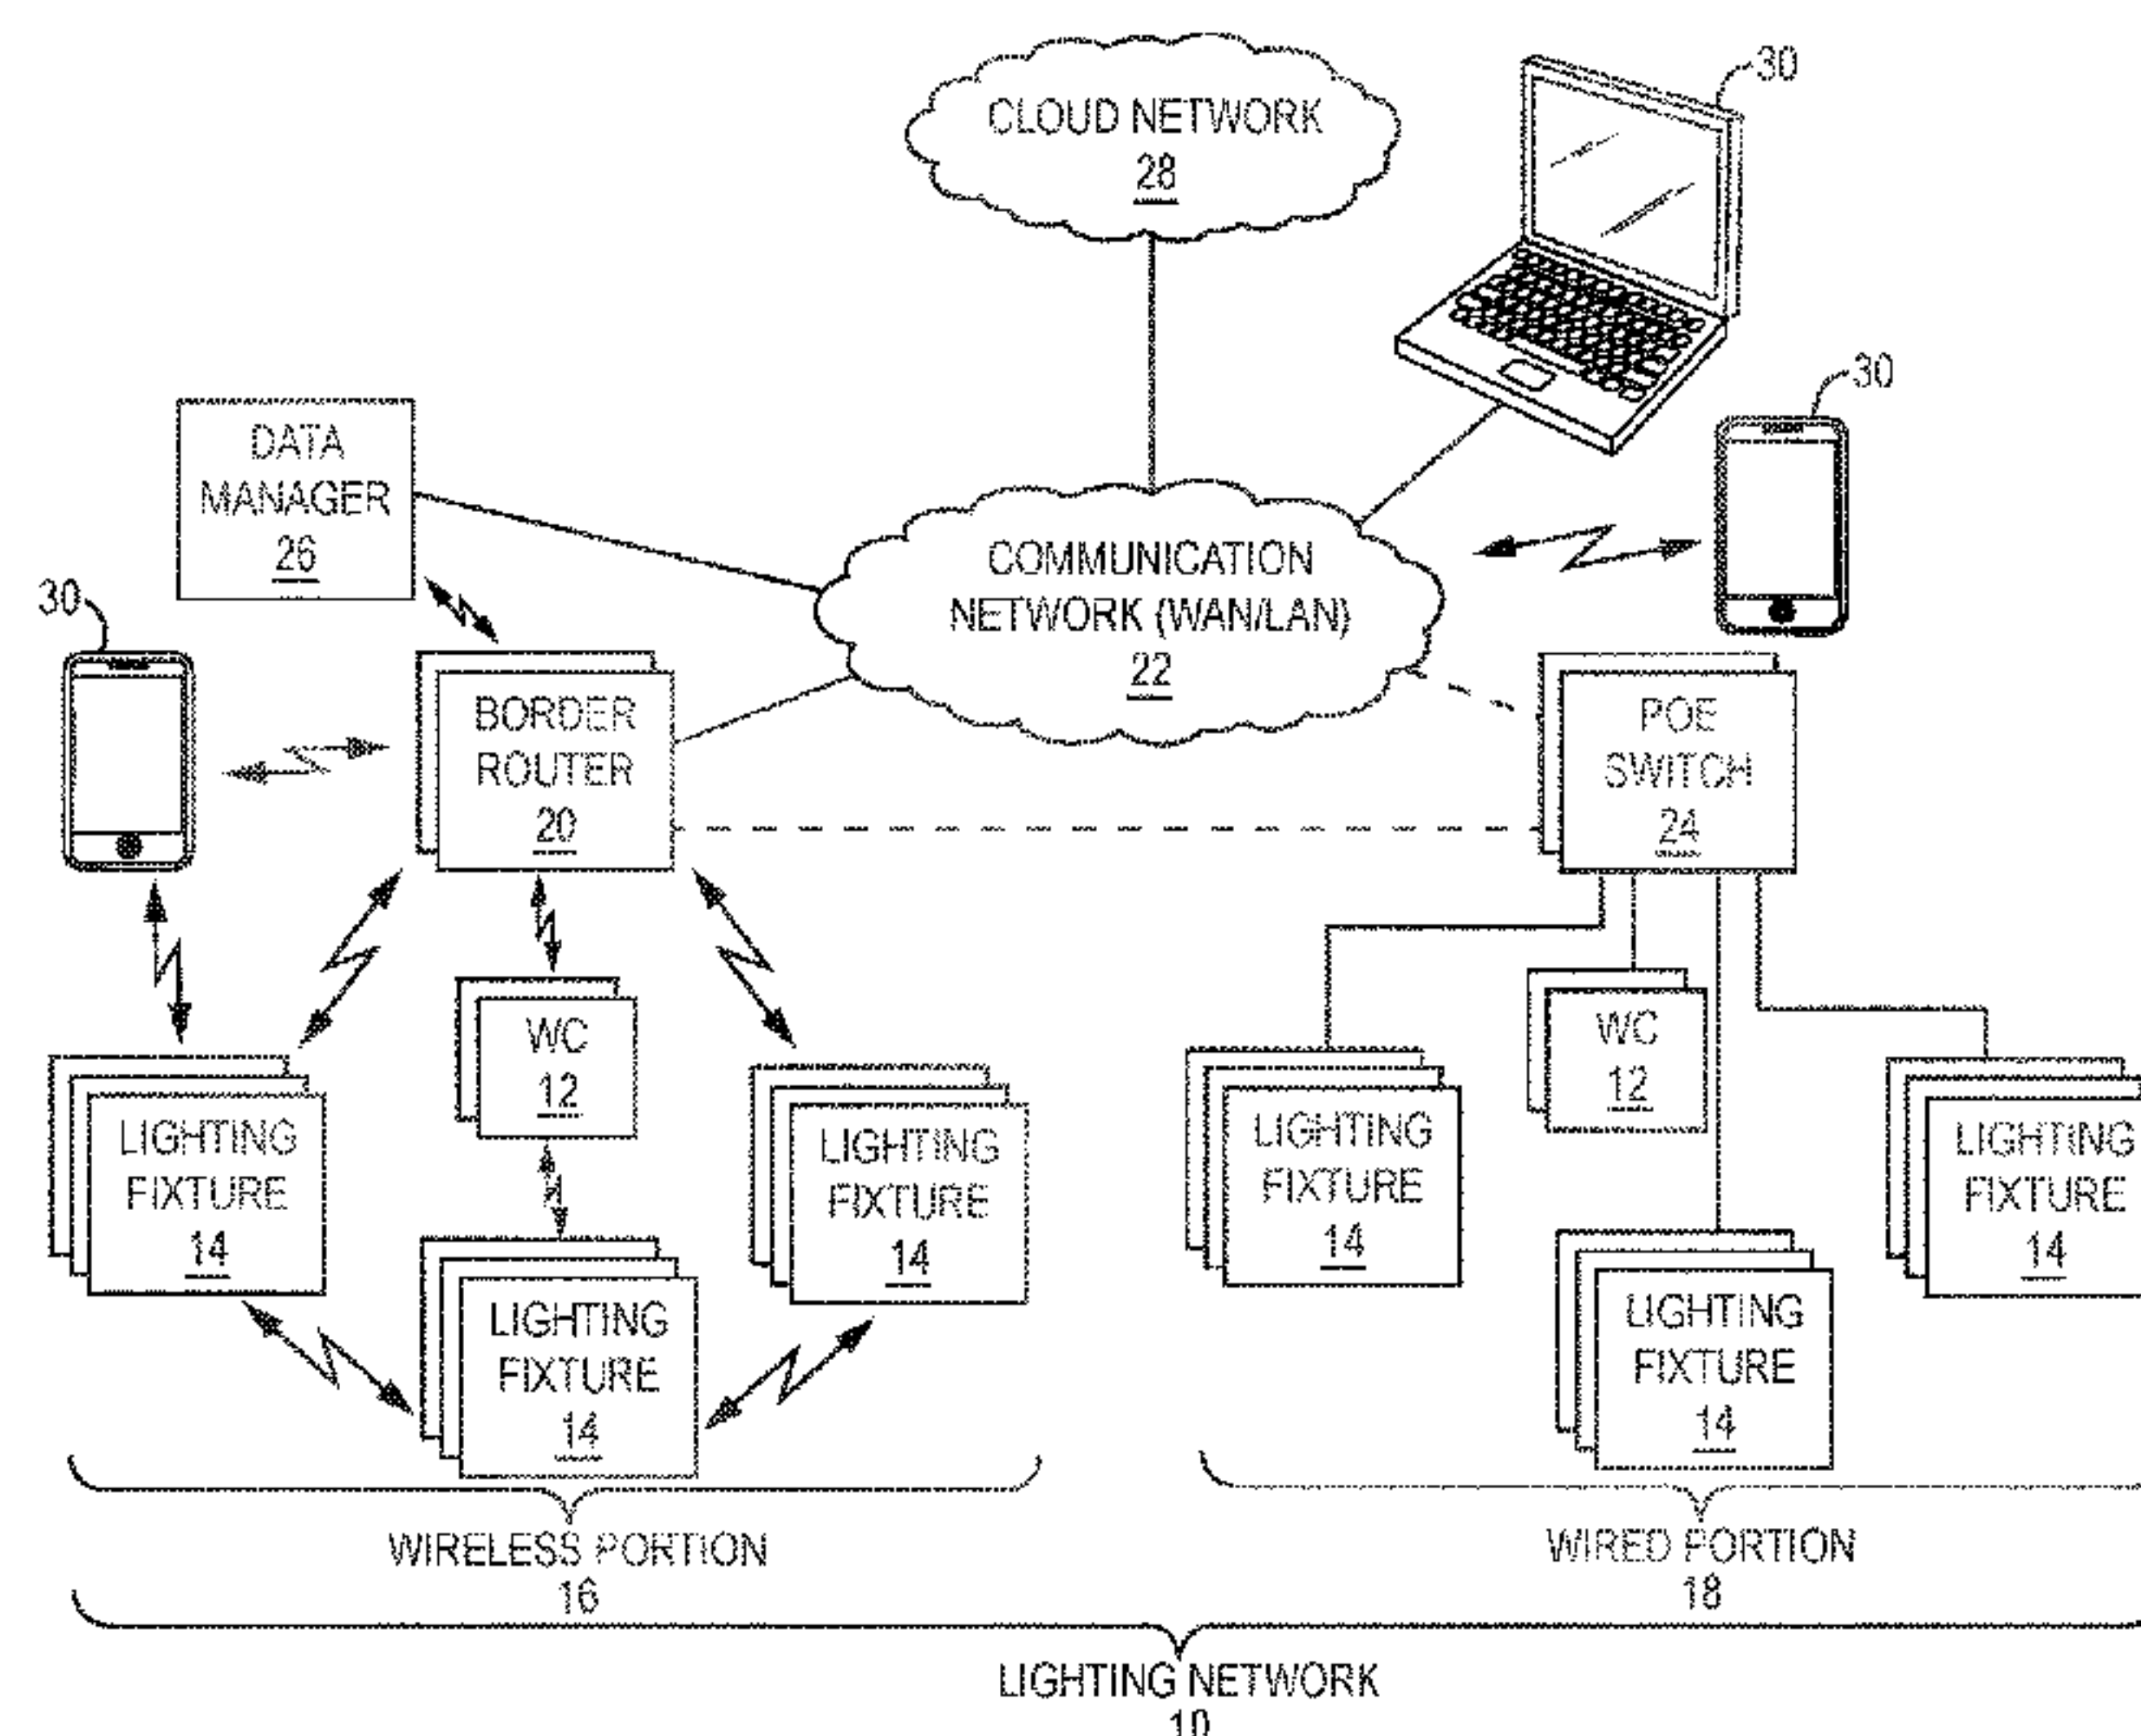 CLOUD NETWORK
28
30
30
DATA
MANAGER
26
COMMUNICATION
NETWORK (WAN/LAN)
22
30
BORDER
ROUTER
20
POE
SWITCH
24
WC
12
WC
12
LIGHTING
FIXTURE
14
LIGHTING
FIXTURE
14
LIGHTING
FIXTURE
14
LIGHTING
FIXTURE
14
LIGHTING
FIXTURE
14
LIGHTING
FIXTURE
14
WIRELESS PORTION
16
WIRED PORTION
18
LIGHTING NETWORK
10